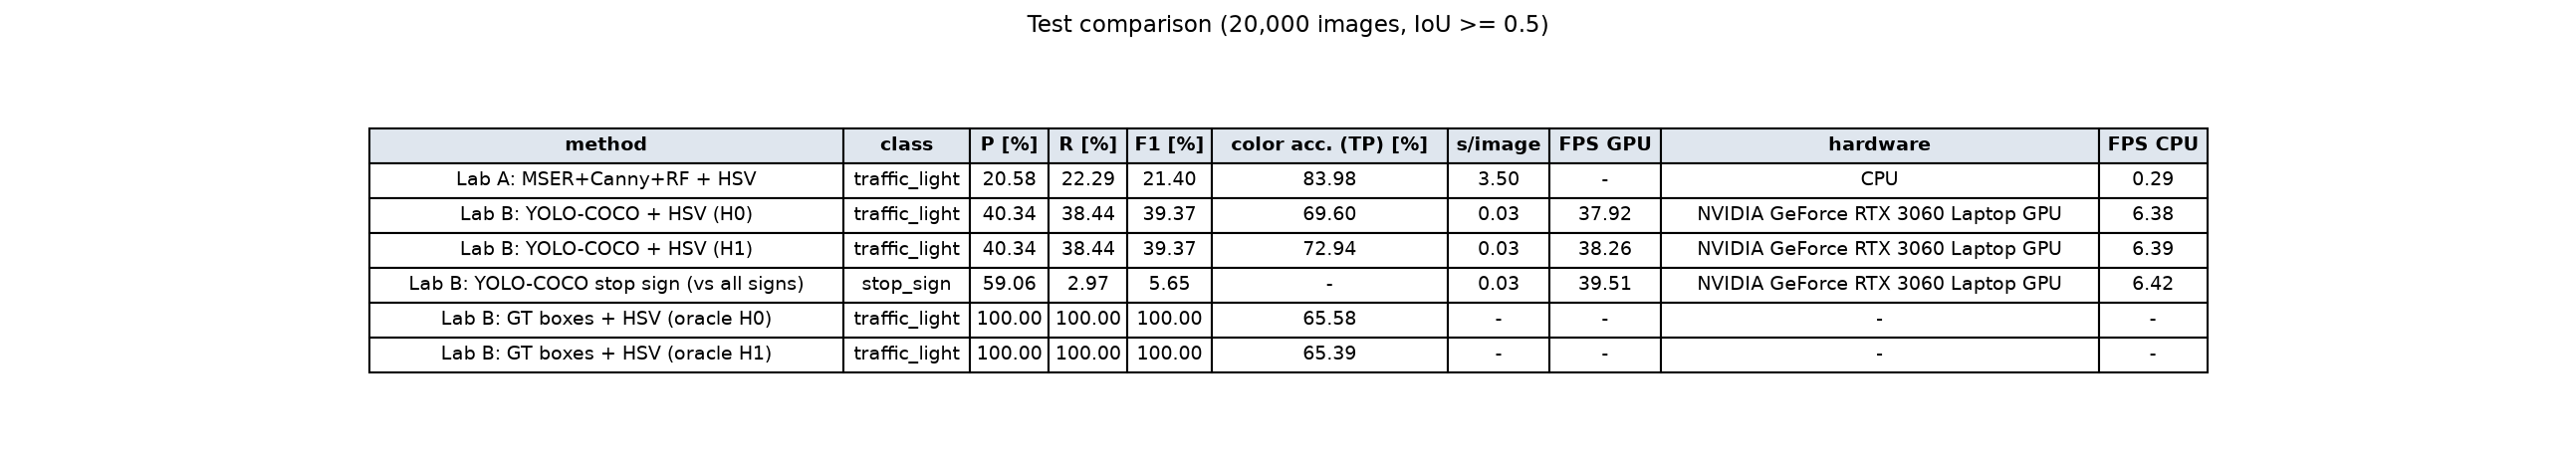 Test comparison (20,000 images, IoU >= 0.5)
method class P [%] R [%] F1 [%] color acc. (TP) [%] s/image FPS GPU hardware FPS CPU
Lab A: MSER+Canny+RF + HSV traffic_light 20.58 22.29 21.40 83.98 3.50 - CPU 0.29
Lab B: YOLO-COCO + HSV (H0) traffic_light 40.34 38.44 39.37 69.60 0.03 37.92 NVIDIA GeForce RTX 3060 Laptop GPU 6.38
Lab B: YOLO-COCO + HSV (H1) traffic_light 40.34 38.44 39.37 72.94 0.03 38.26 NVIDIA GeForce RTX 3060 Laptop GPU 6.39
Lab B: YOLO-COCO stop sign (vs all signs) stop_sign 59.06 2.97 5.65 - 0.03 39.51 NVIDIA GeForce RTX 3060 Laptop GPU 6.42
Lab B: GT boxes + HSV (oracle H0) traffic_light 100.00 100.00 100.00 65.58 - - - -
Lab B: GT boxes + HSV (oracle H1) traffic_light 100.00 100.00 100.00 65.39 - - - -